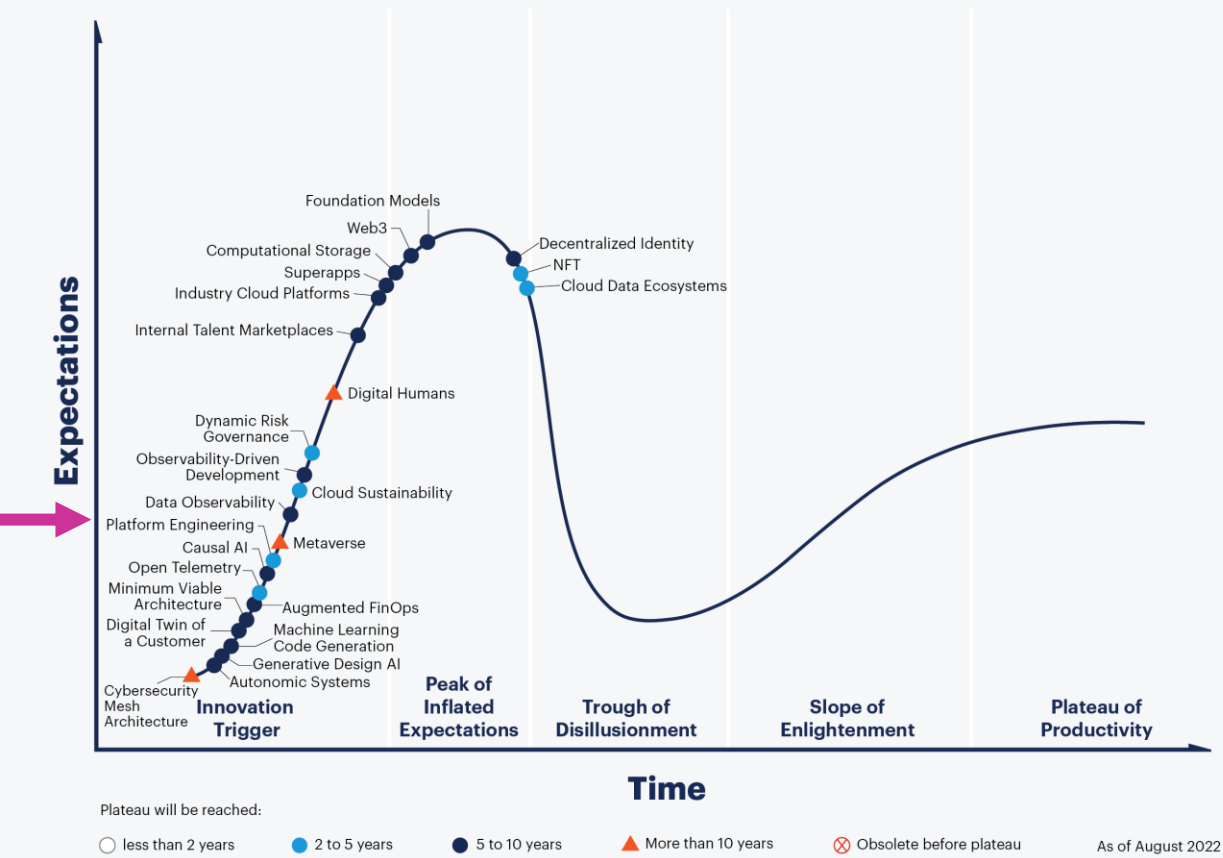 Foundation Models
Web3
Computational Storage
Superapps
Industry Cloud Platforms
Internal Talent Marketplaces
Decentralized Identity
NFT
Cloud Data Ecosystems
Digital Humans
Dynamic Risk
Governance
Observability-Driven
Development
Cloud Sustainability
Data Observability
Platform Engineering
Metaverse
Causal AI
Open Telemetry
Minimum Viable
Architecture
Augmented FinOps
Digital Twin of
a Customer
Machine Learning
Code Generation
Generative Design AI
Autonomic Systems
Cybersecurity
Mesh
Architecture
Expectations
Innovation
Trigger
Peak of
Inflated
Expectations
Trough of
Disillusionment
Slope of
Enlightenment
Plateau of
Productivity
Time
Plateau will be reached:
less than 2 years
2 to 5 years
5 to 10 years
More than 10 years
Obsolete before plateau
As of August 2022